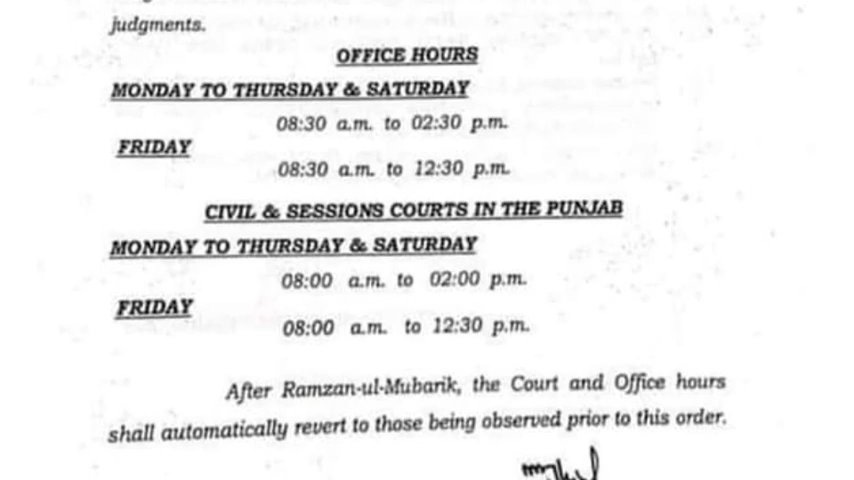 judgments.
OFFICE HOURS
MONDAY TO THURSDAY & SATURDAY
08:30 a.m. to 02:30 p.m.
FRIDAY
08:30 a.m. to 12:30 p.m.
CIVIL & SESSIONS COURTS IN THE PUNJAB
MONDAY TO THURSDAY & SATURDAY
08:00 a.m. to 02:00 p.m.
FRIDAY
08:00 a.m. to 12:30 p.m.
After Ramzan-ul-Mubarik, the Court and Office hours
shall automatically revert to those being observed prior to this order.